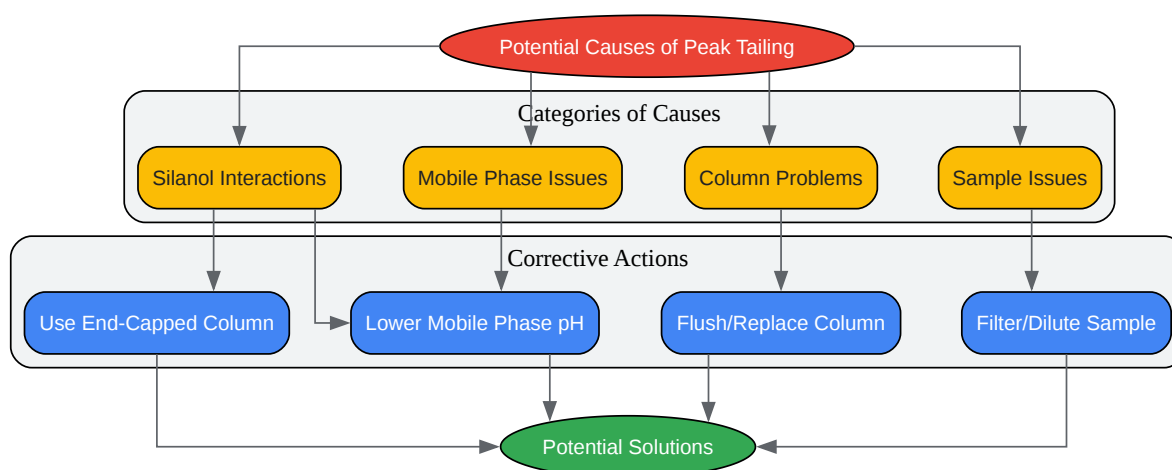 Potential Causes of Peak Tailing
Categories of Causes
Silanol Interactions
Mobile Phase Issues
Column Problems
Sample Issues
Corrective Actions
Use End-Capped Column
Lower Mobile Phase pH
Flush/Replace Column
Filter/Dilute Sample
Potential Solutions